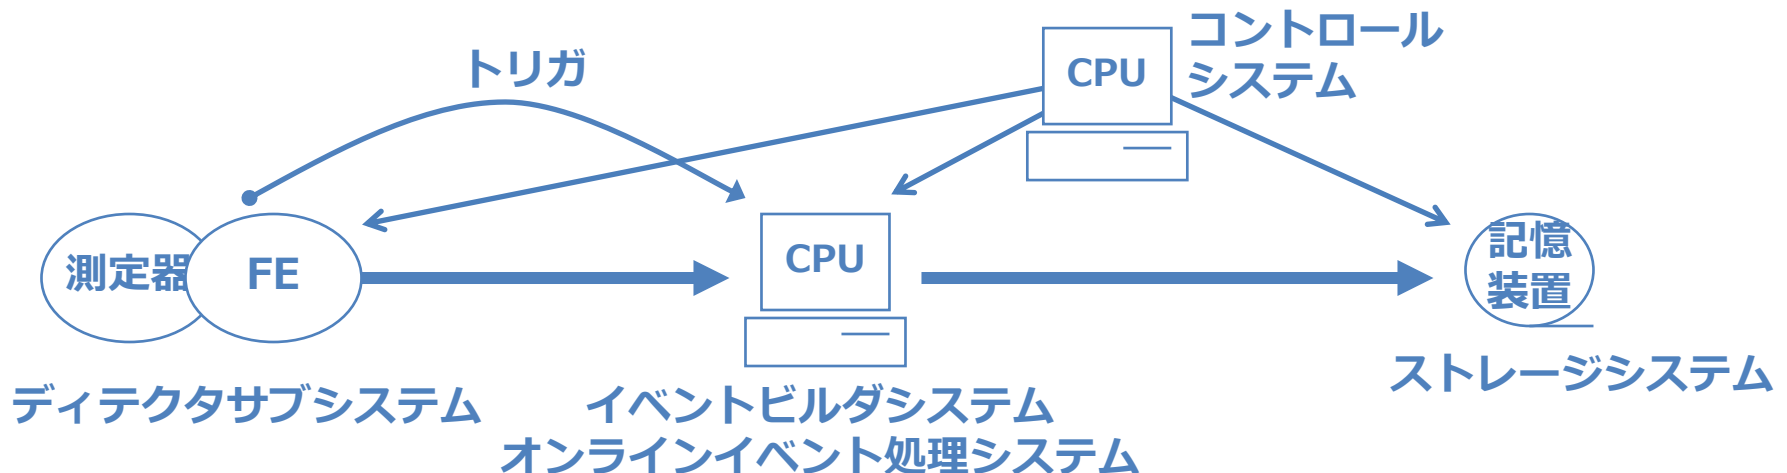 コントロール
システム
CPU
トリガ
測定器
FE
CPU
記憶
装置
ストレージシステム
ディテクタサブシステム
イベントビルダシステム
オンラインイベント処理システム